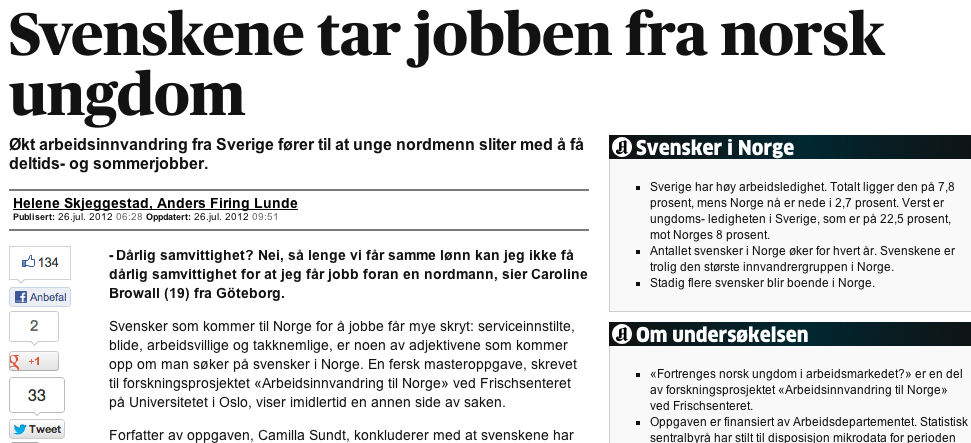 Svenskene tar jobben fra norsk
ungdom
Økt arbeidsinnvandring fra Sverige fører til at unge nordmenn sliter med å få
deltids- og sommerjobber.
Helene Skjeggestad, Anders Firing Lunde
Publisert: 26.jul. 2012 06:28 Oppdatert: 26.jul. 2012 09:51
134
Anbefal
2
+1
33
Tweet
- Dårlig samvittighet? Nei, så lenge vi får samme lønn kan jeg ikke få
dårlig samvittighet for at jeg får jobb foran en nordmann, sier Caroline
Browall (19) fra Göteborg.
Svensker som kommer til Norge for å jobbe får mye skryt: serviceinnstilte,
blide, arbeidsvillige og takknemlige, er noen av adjektivene som kommer
opp om man søker på svensker i Norge. En fersk masteroppgave, skrevet
til forskningsprosjektet «Arbeidsinnvandring til Norge» ved Frischsenteret
på Universitetet i Oslo, viser imidlertid en annen side av saken.
Forfatter av oppgaven, Camilla Sundt, konkluderer med at svenskene har
Svensker i Norge
Sverige har høy arbeidsledighet. Totalt ligger den på 7,8
prosent, mens Norge nå er nede i 2,7 prosent. Verst er
ungdoms- ledigheten i Sverige, som er på 22,5 prosent,
mot Norges 8 prosent.
Antallet svensker i Norge øker for hvert år. Svenskene er
trolig den største innvandrergruppen i Norge.
Stadig flere svensker blir boende i Norge.
Om undersøkelsen
«Fortrenges norsk ungdom i arbeidsmarkedet?» er en del
av forskningsprosjektet «Arbeidsinnvandring til Norge»
ved Frischsenteret.
Oppgaven er finansiert av Arbeidsdepartementet. Statistisk
sentralbyrå har stilt til disposisjon mikrodata for perioden